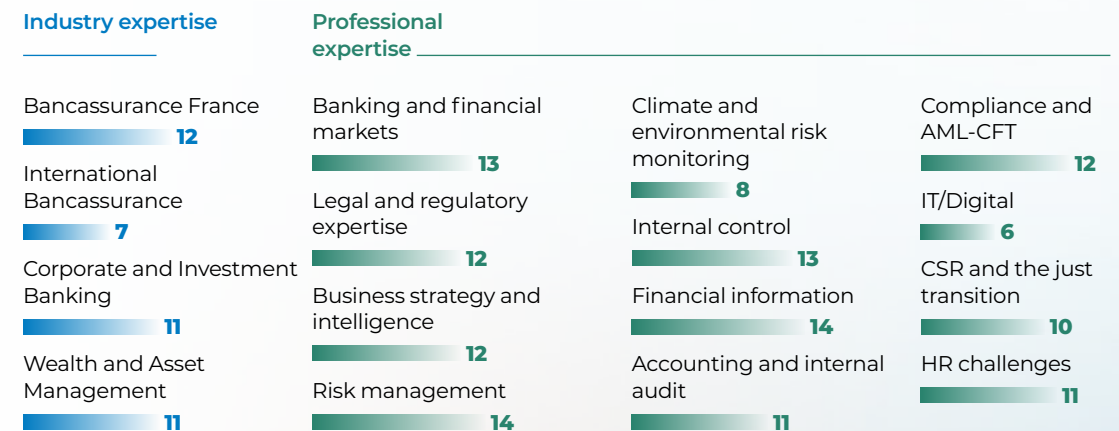 Industry expertise
Bancassurance France
12
International
Bancassurance
7
Corporate and Investment
Banking
11
Wealth and Asset
Management
11
Professional
expertise
Banking and financial
markets
13
Legal and regulatory
expertise
12
Business strategy and
intelligence
12
Risk management
14
Climate and
environmental risk
monitoring
8
Internal control
13
Financial information
14
Accounting and internal
audit
11
Compliance and
AML-CFT
12
IT/Digital
6
CSR and the just
transition
10
HR challenges
11